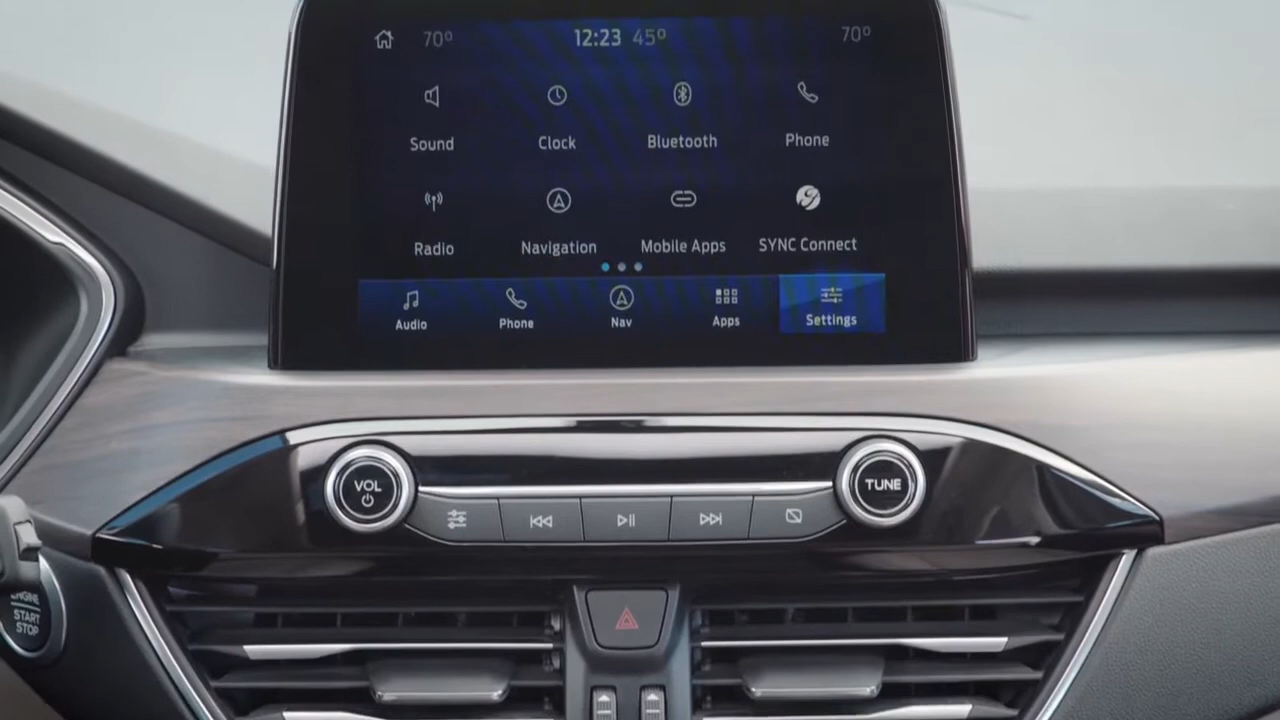 70° 12:23 45° 70°
Sound Clock Bluetooth Phone
Radio Navigation Mobile Apps SYNC Connect
Audio Phone Nav Apps Settings
VOL TUNE
ENGINE
START
STOP